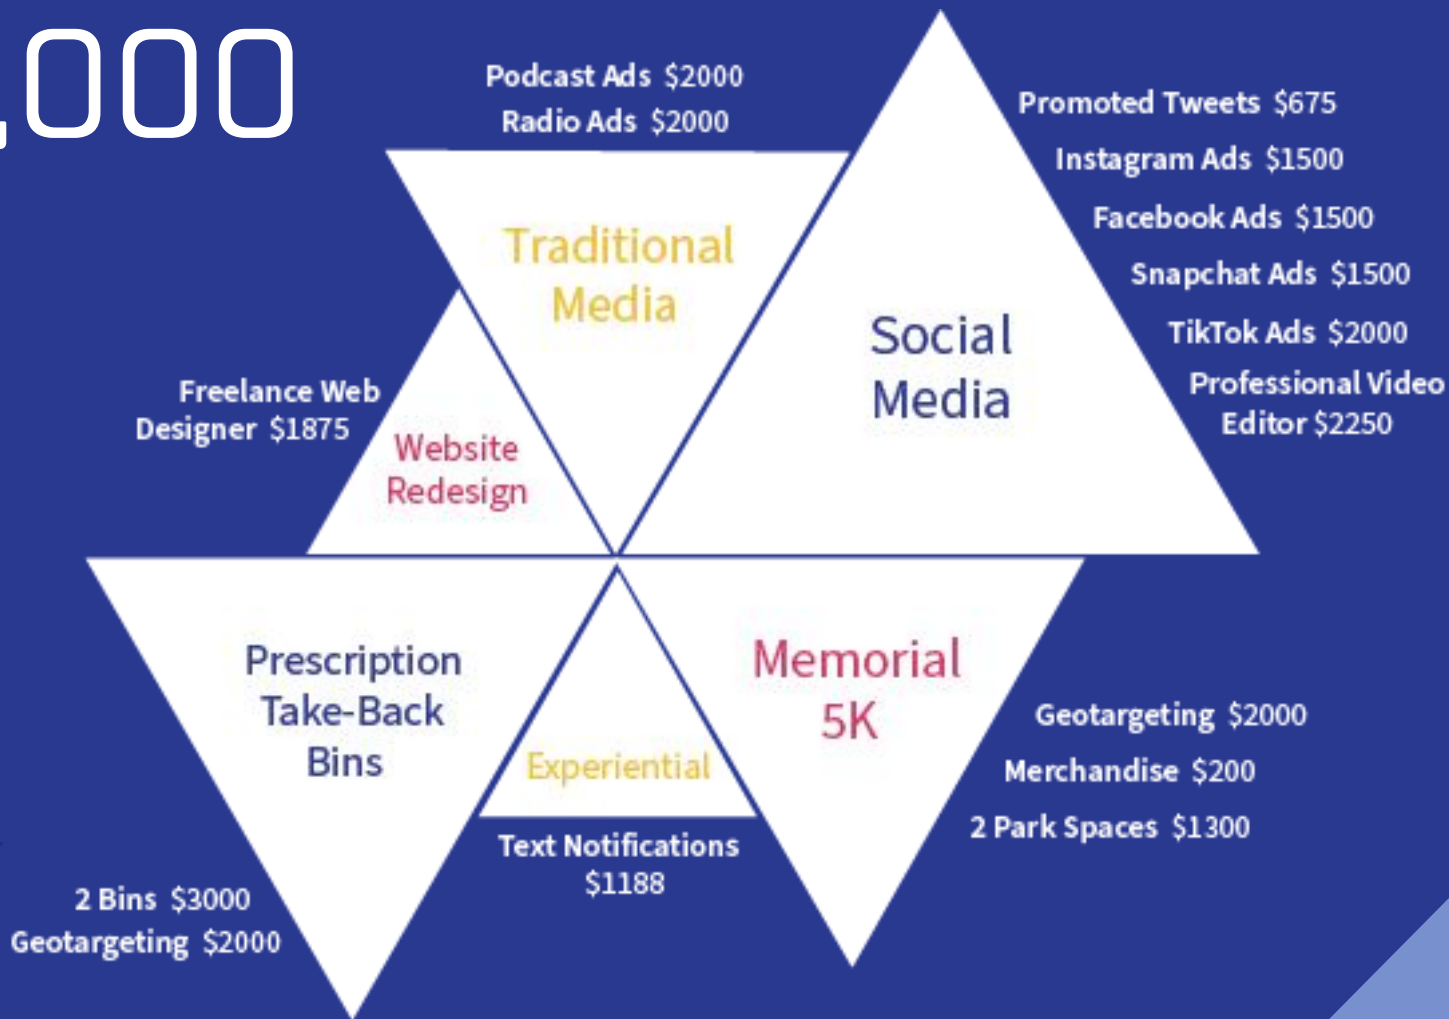 ,000
Podcast Ads $2000
Radio Ads $2000
Traditional
Media
Promoted Tweets $675
Instagram Ads $1500
Facebook Ads $1500
Snapchat Ads $1500
TikTok Ads $2000
Professional Video
Editor $2250
Social
Media
Freelance Web
Designer $1875
Website
Redesign
Prescription
Take-Back
Bins
2 Bins $3000
Geotargeting $2000
Experiential
Text Notifications
$1188
Memorial
5K
Geotargeting $2000
Merchandise $200
2 Park Spaces $1300